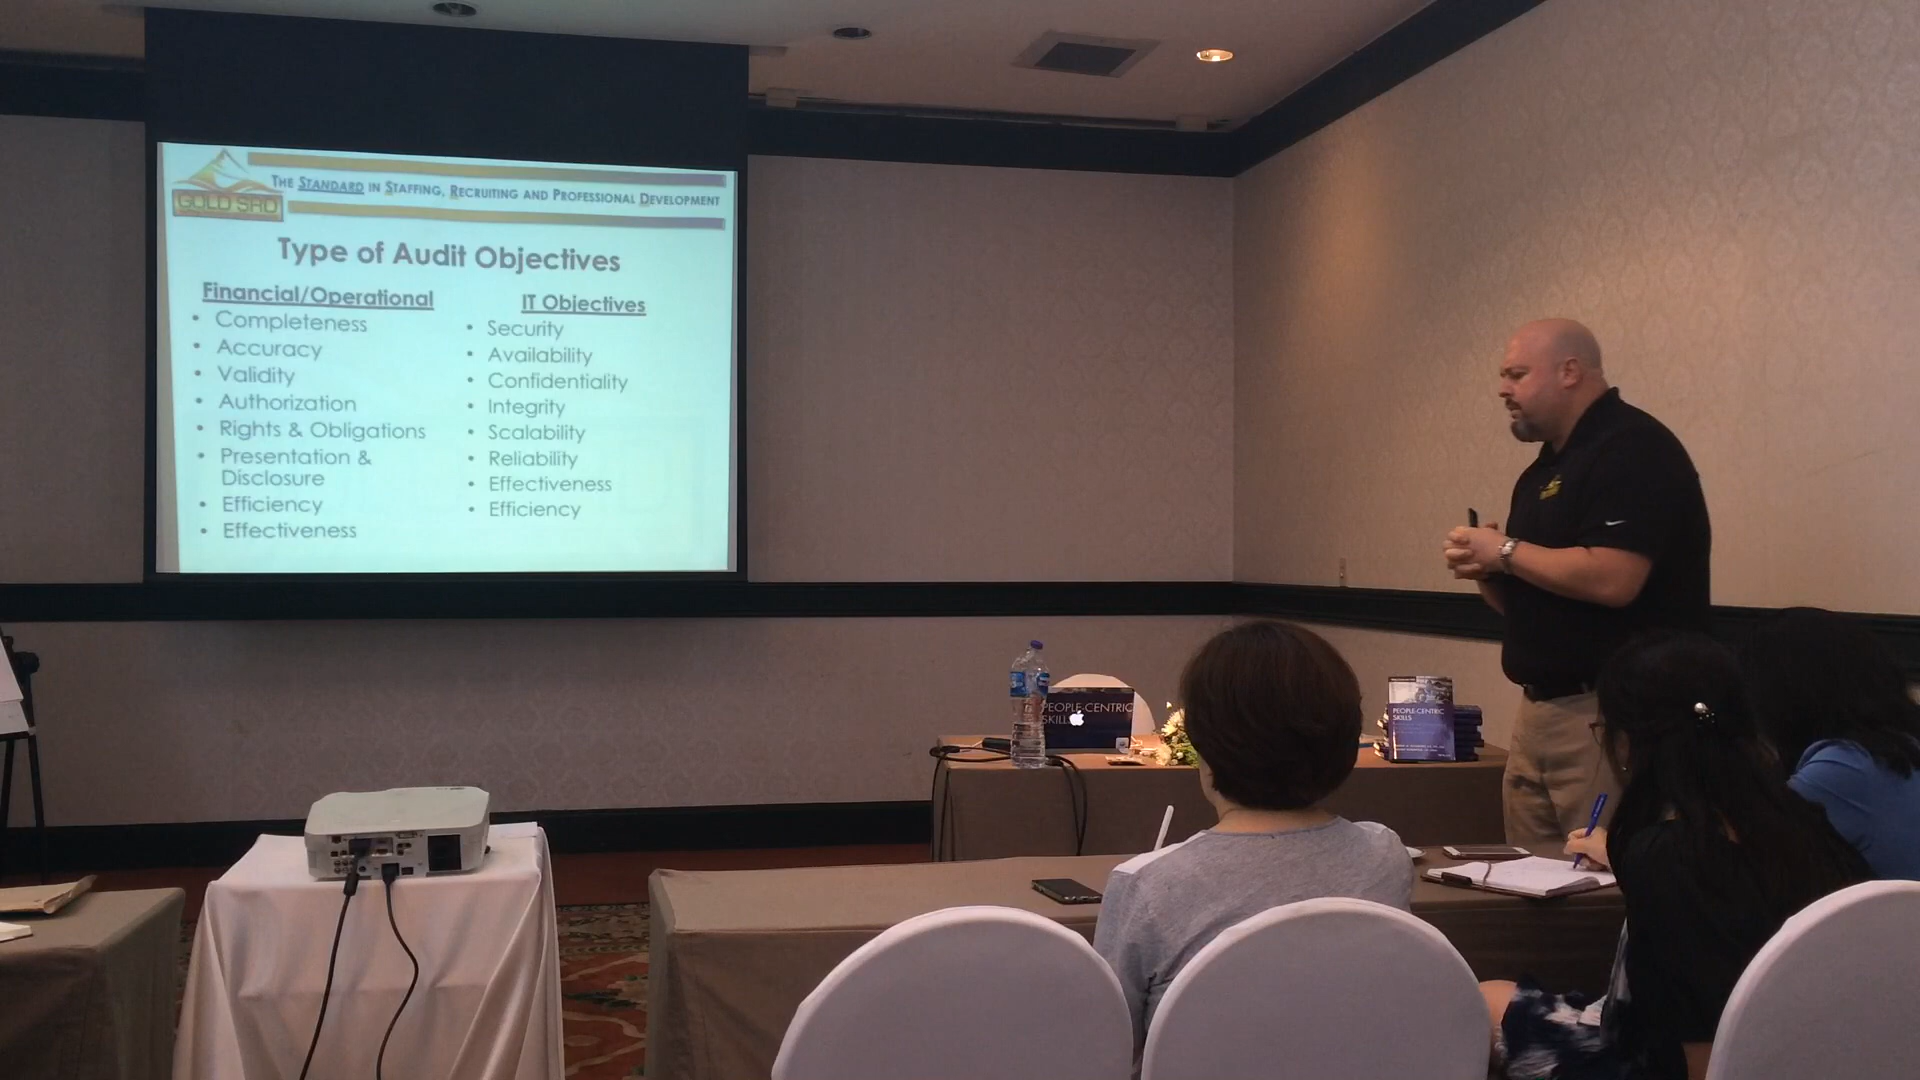 THE STANDARD IN STAFFING, RECRUITING AND PROFESSIONAL DEVELOPMENT
GOLD SRD
Type of Audit Objectives
Financial/Operational
• Completeness
• Accuracy
• Validity
• Authorization
• Rights & Obligations
• Presentation &
Disclosure
• Efficiency
• Effectiveness
IT Objectives
• Security
• Availability
• Confidentiality
• Integrity
• Scalability
• Reliability
• Effectiveness
• Efficiency
PEOPLE-CENTRIC
SKILLS
PEOPLE-CENTRIC
SKILLS